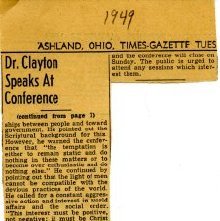 1949
ASHLAND, OHIO, TIMES-GAZETTE TUES
Dr. Clayton
Speaks At
Conference
(continued from page 1)
ships between people and toward
government. He pointed out the
Scriptural background for this
However, he warned the confer-
ence that "the temptation is
either to remain static and do
nothing in these matters or to
become over enthusiastic and do
nothing else." He continued by
pointing out that the light of men
cannot be compatible with the
devious practices of the world.
He called for a constant aggres-
sive action and interest in world
affairs and the social order.
"This interest must be positive,
not negative; it must be Christ
and the conference will close on
Sunday. The public is urged to
attend any sessions which inter-
est them.